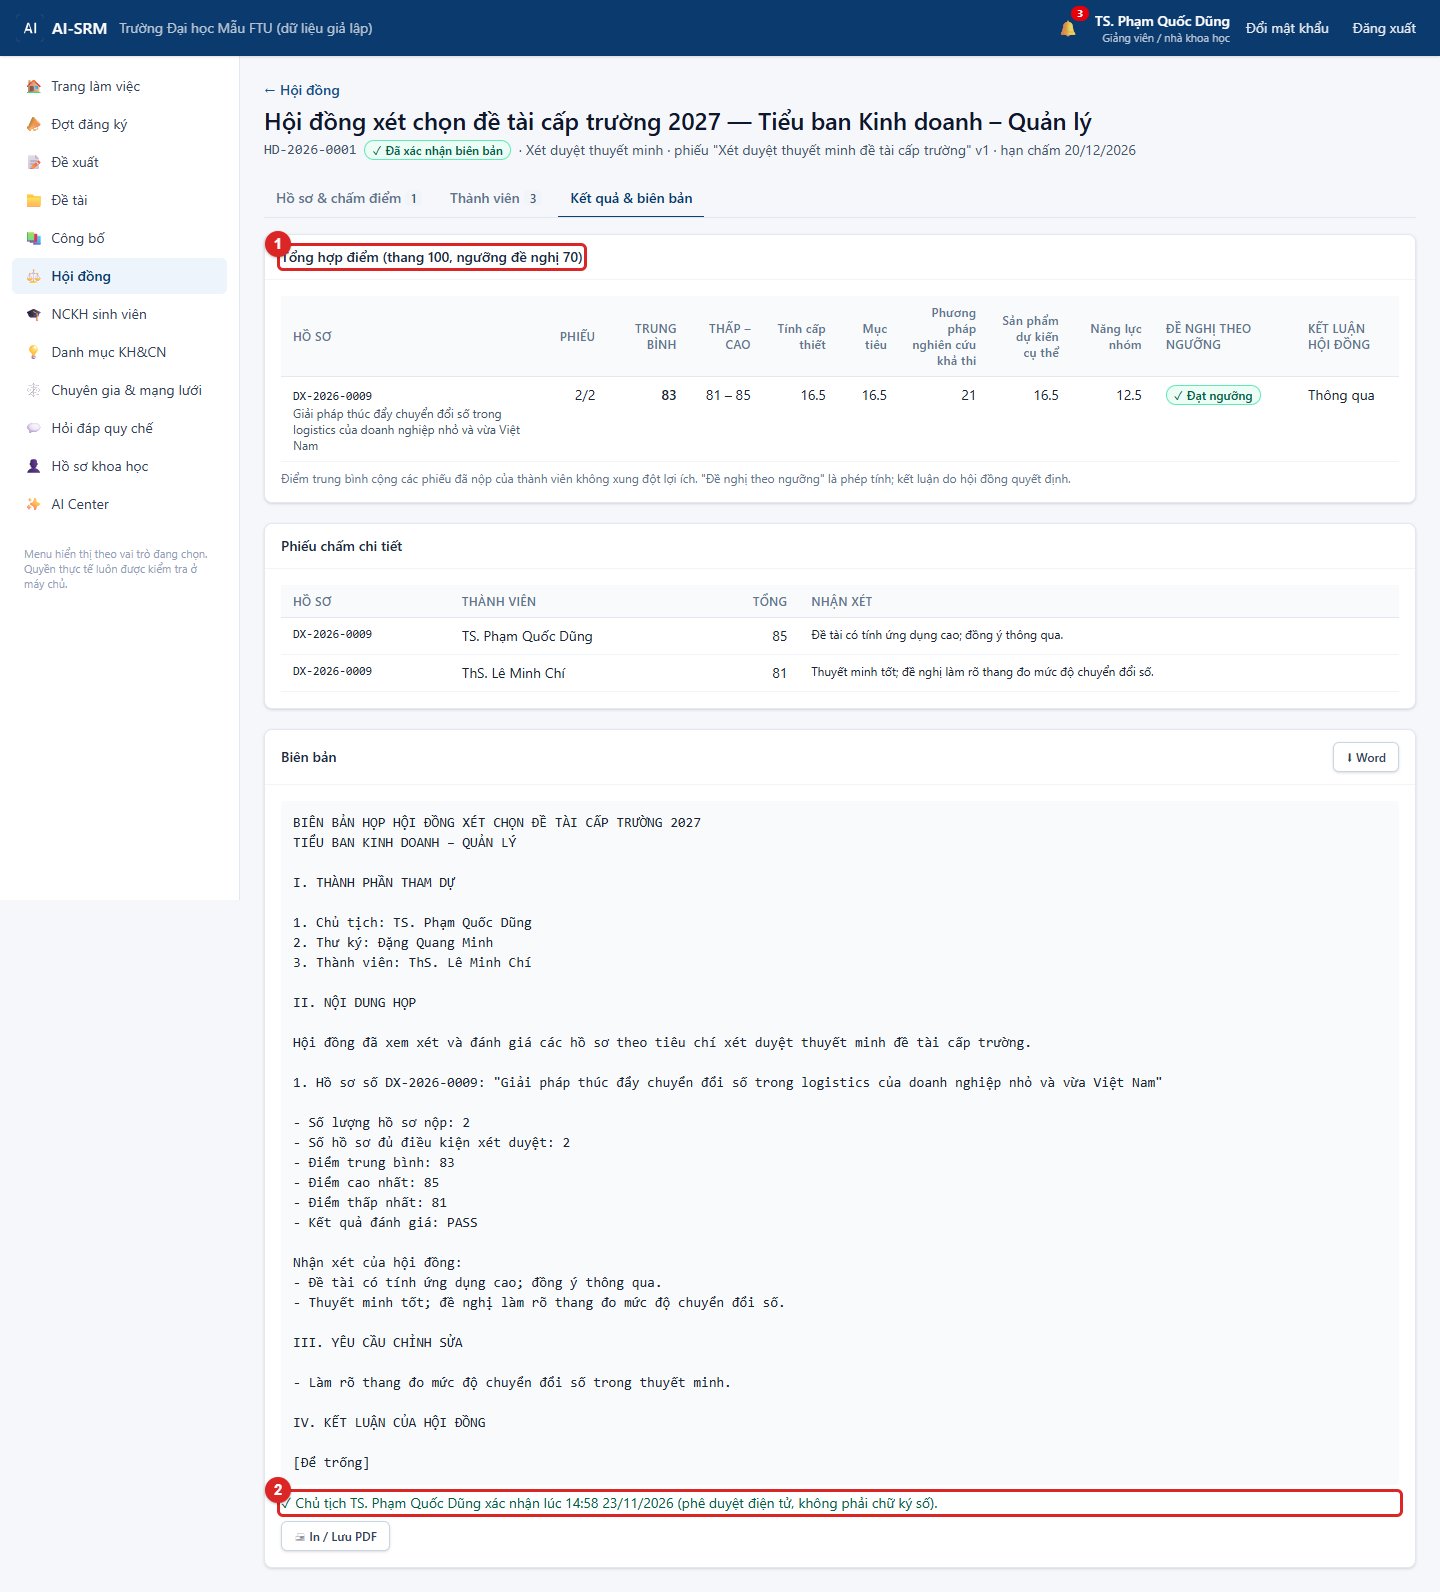 AI AI-SRM Trường Đại học Mẫu FTU (dữ liệu giả lập)
3
TS. Phạm Quốc Dũng
Giảng viên / nhà khoa học
Đổi mật khẩu
Đăng xuất
Trang làm việc
Đợt đăng ký
Đề xuất
Đề tài
Công bố
Hội đồng
NCKH sinh viên
Danh mục KH&CN
Chuyên gia & mạng lưới
Hỏi đáp quy chế
Hồ sơ khoa học
AI Center
Menu hiển thị theo vai trò đang chọn.
Quyền thực tế luôn được kiểm tra ở
máy chủ.
← Hội đồng
Hội đồng xét chọn đề tài cấp trường 2027 — Tiểu ban Kinh doanh – Quản lý
HD-2026-0001 ✓ Đã xác nhận biên bản · Xét duyệt thuyết minh · phiếu "Xét duyệt thuyết minh đề tài cấp trường" v1 · hạn chấm 20/12/2026
Hồ sơ & chấm điểm 1
Thành viên 3
Kết quả & biên bản
1
Tổng hợp điểm (thang 100, ngưỡng đề nghị 70)
HỒ SƠ
PHIẾU
TRUNG
BÌNH
THẤP –
CAO
Tính cấp
thiết
Mục
tiêu
Phương
pháp
nghiên cứu
khả thi
Sản phẩm
dự kiến
cụ thể
Năng lực
nhóm
ĐỀ NGHỊ THEO
NGƯỠNG
KẾT LUẬN
HỘI ĐỒNG
DX-2026-0009
Giải pháp thúc đẩy chuyển đổi số trong
logistics của doanh nghiệp nhỏ và vừa Việt
Nam
2/2
83
81 – 85
16.5
16.5
21
16.5
12.5
✓ Đạt ngưỡng
Thông qua
Điểm trung bình cộng các phiếu đã nộp của thành viên không xung đột lợi ích. "Đề nghị theo ngưỡng" là phép tính; kết luận do hội đồng quyết định.
Phiếu chấm chi tiết
HỒ SƠ THÀNH VIÊN TỔNG NHẬN XÉT
DX-2026-0009 TS. Phạm Quốc Dũng 85 Đề tài có tính ứng dụng cao; đồng ý thông qua.
DX-2026-0009 ThS. Lê Minh Chí 81 Thuyết minh tốt; đề nghị làm rõ thang đo mức độ chuyển đổi số.
Biên bản
⬇ Word
BIÊN BẢN HỌP HỘI ĐỒNG XÉT CHỌN ĐỀ TÀI CẤP TRƯỜNG 2027
TIỂU BAN KINH DOANH – QUẢN LÝ
I. THÀNH PHẦN THAM DỰ
1. Chủ tịch: TS. Phạm Quốc Dũng
2. Thư ký: Đặng Quang Minh
3. Thành viên: ThS. Lê Minh Chí
II. NỘI DUNG HỌP
Hội đồng đã xem xét và đánh giá các hồ sơ theo tiêu chí xét duyệt thuyết minh đề tài cấp trường.
1. Hồ sơ số DX-2026-0009: "Giải pháp thúc đẩy chuyển đổi số trong logistics của doanh nghiệp nhỏ và vừa Việt Nam"
- Số lượng hồ sơ nộp: 2
- Số hồ sơ đủ điều kiện xét duyệt: 2
- Điểm trung bình: 83
- Điểm cao nhất: 85
- Điểm thấp nhất: 81
- Kết quả đánh giá: PASS
Nhận xét của hội đồng:
- Đề tài có tính ứng dụng cao; đồng ý thông qua.
- Thuyết minh tốt; đề nghị làm rõ thang đo mức độ chuyển đổi số.
III. YÊU CẦU CHỈNH SỬA
- Làm rõ thang đo mức độ chuyển đổi số trong thuyết minh.
IV. KẾT LUẬN CỦA HỘI ĐỒNG
[Để trống]
2
✓ Chủ tịch TS. Phạm Quốc Dũng xác nhận lúc 14:58 23/11/2026 (phê duyệt điện tử, không phải chữ ký số).
In / Lưu PDF